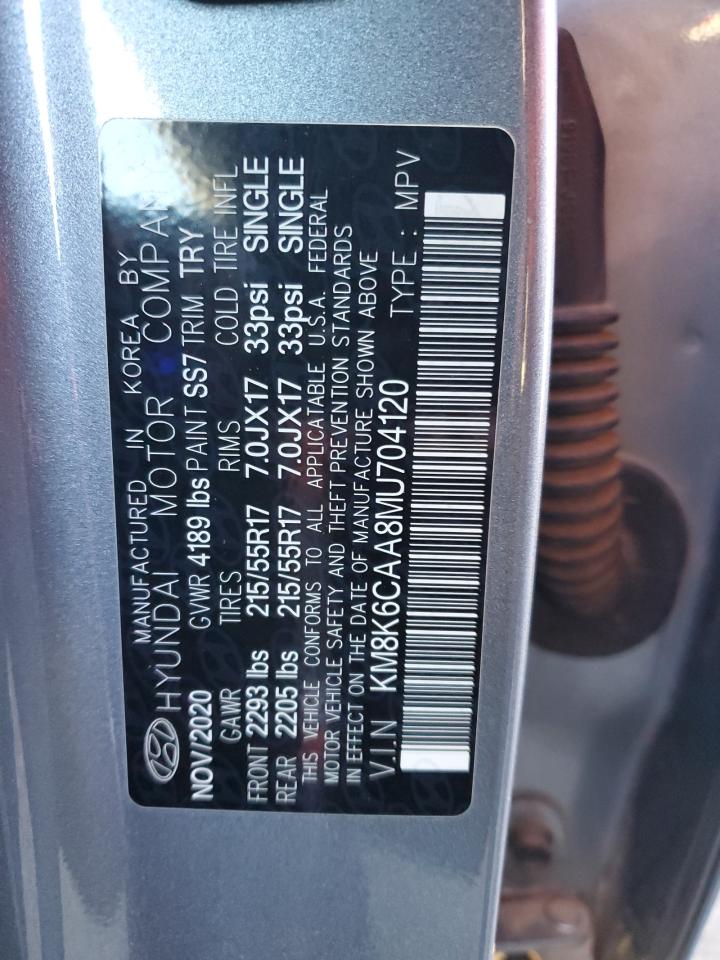 MANUFACTURED IN KOREA BY
HYUNDAI MOTOR COMPANY
NOV/2020 GVWR 4189 lbs PAINT SS7 TRIM TRY
GAWR TIRES RIMS COLD TIRE INFL
FRONT 2293 lbs 215/55R17 7.0JX17 33psi SINGLE
REAR 2205 lbs 215/55R17 7.0JX17 33psi SINGLE
THIS VEHICLE CONFORMS TO ALL APPLICATABLE U.S.A. FEDERAL
MOTOR VEHICLE SAFETY AND THEFT PREVENTION STANDARDS
IN EFFECT ON THE DATE OF MANUFACTURE SHOWN ABOVE
V.I.N KM8K6CAA8MU704120 TYPE : MPV